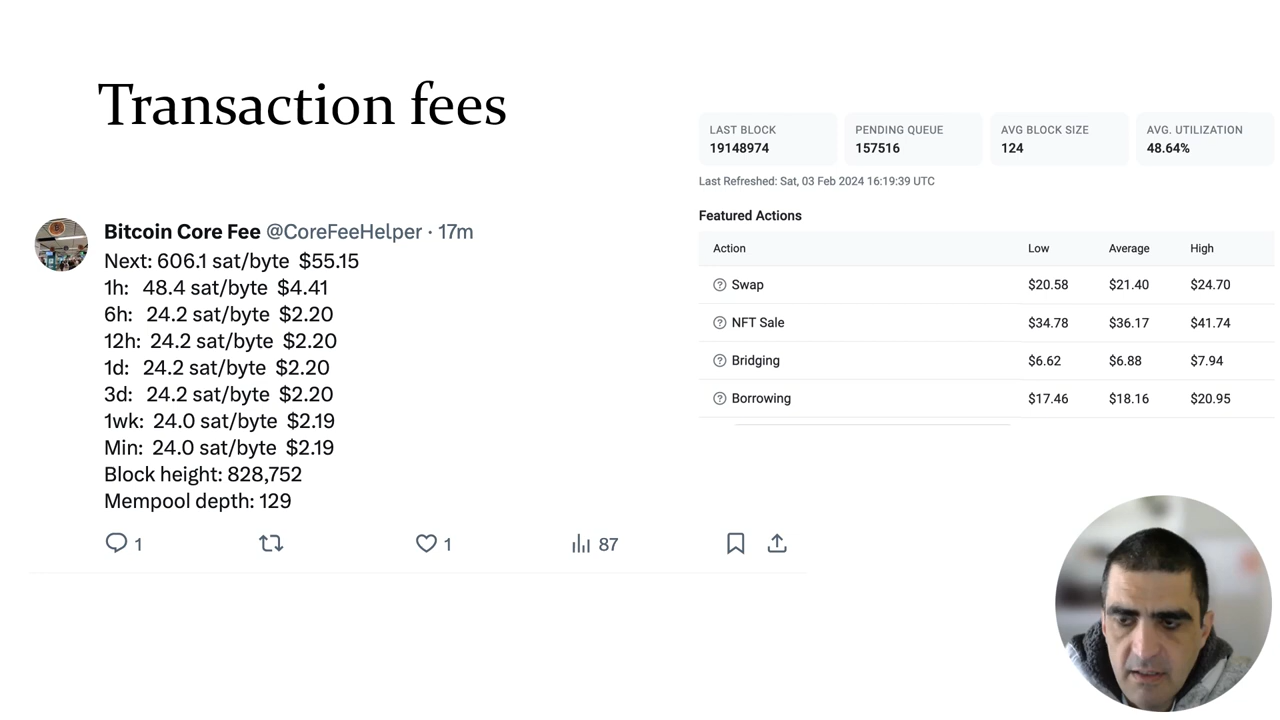 Transaction fees
Bitcoin Core Fee @CoreFeeHelper · 17m
Next: 606.1 sat/byte $55.15
1h: 48.4 sat/byte $4.41
6h: 24.2 sat/byte $2.20
12h: 24.2 sat/byte $2.20
1d: 24.2 sat/byte $2.20
3d: 24.2 sat/byte $2.20
1wk: 24.0 sat/byte $2.19
Min: 24.0 sat/byte $2.19
Block height: 828,752
Mempool depth: 129
1 1 87
LAST BLOCK PENDING QUEUE AVG BLOCK SIZE AVG. UTILIZATION
19148974 157516 124 48.64%
Last Refreshed: Sat, 03 Feb 2024 16:19:39 UTC
Featured Actions
Action Low Average High
Swap $20.58 $21.40 $24.70
NFT Sale $34.78 $36.17 $41.74
Bridging $6.62 $6.88 $7.94
Borrowing $17.46 $18.16 $20.95